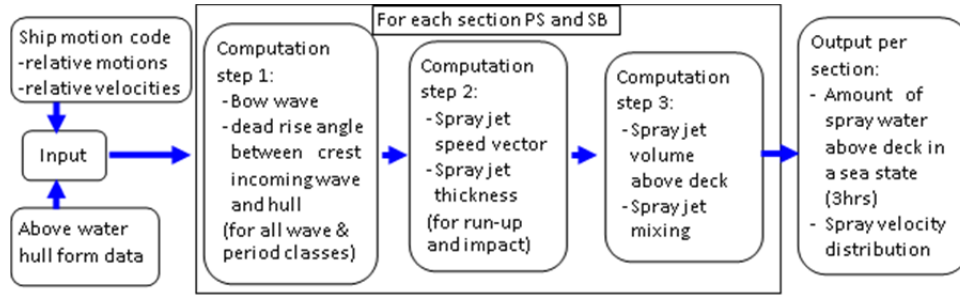 Ship motion code
-relative motions
-relative velocities
Input
Above water
hull form data
For each section PS and SB
Computation
step 1:
-Bow wave
-dead rise angle
between crest
incoming wave
and hull
(for all wave &
period classes)
Computation
step 2:
-Spray jet
speed vector
-Spray jet
thickness
(for run-up
and impact)
Computation
step 3:
-Spray jet
volume
above deck
-Spray jet
mixing
Output per
section:
- Amount of
spray water
above deck in
a sea state
(3hrs)
- Spray velocity
distribution